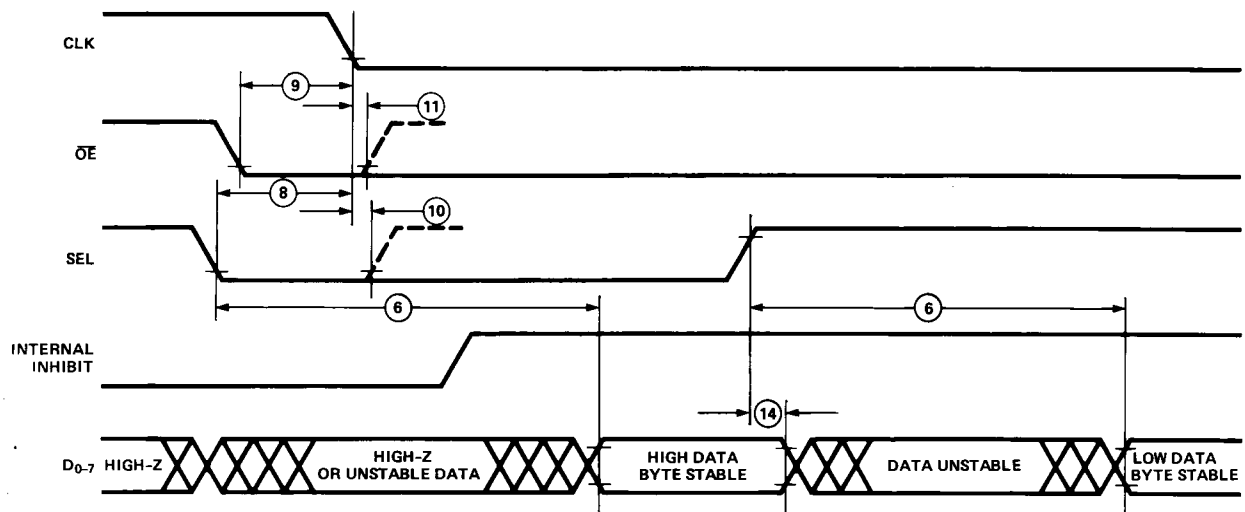 CLK
9
11
OE
8
10
SEL
6
6
INTERNAL
INHIBIT
14
D0–7
HIGH-Z
HIGH-Z
OR UNSTABLE DATA
HIGH DATA
BYTE STABLE
DATA UNSTABLE
LOW DATA
BYTE STABLE